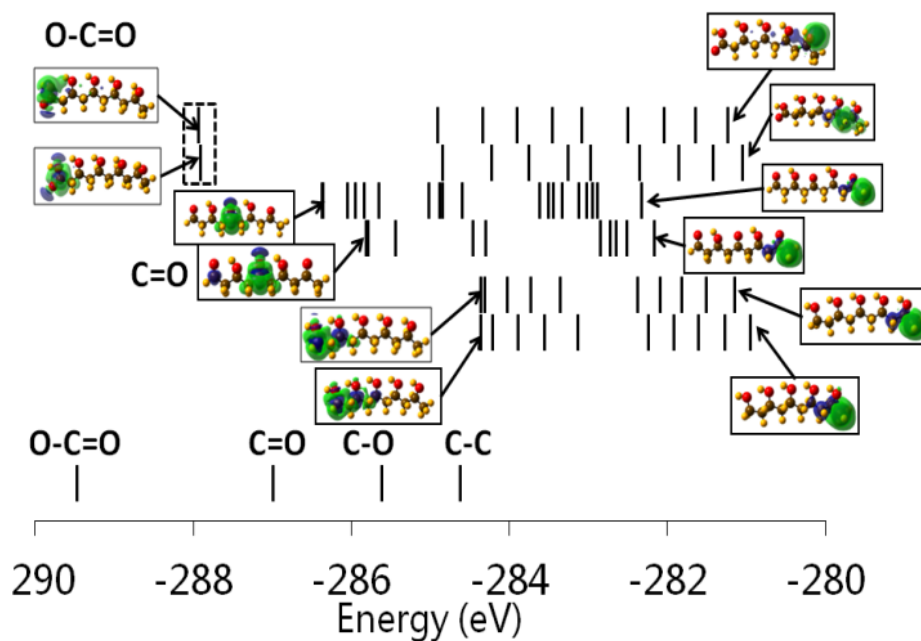 O-C=O
C=O
O-C=O C=O C-O C-C
290 -288 -286 -284 -282 -280
Energy (eV)